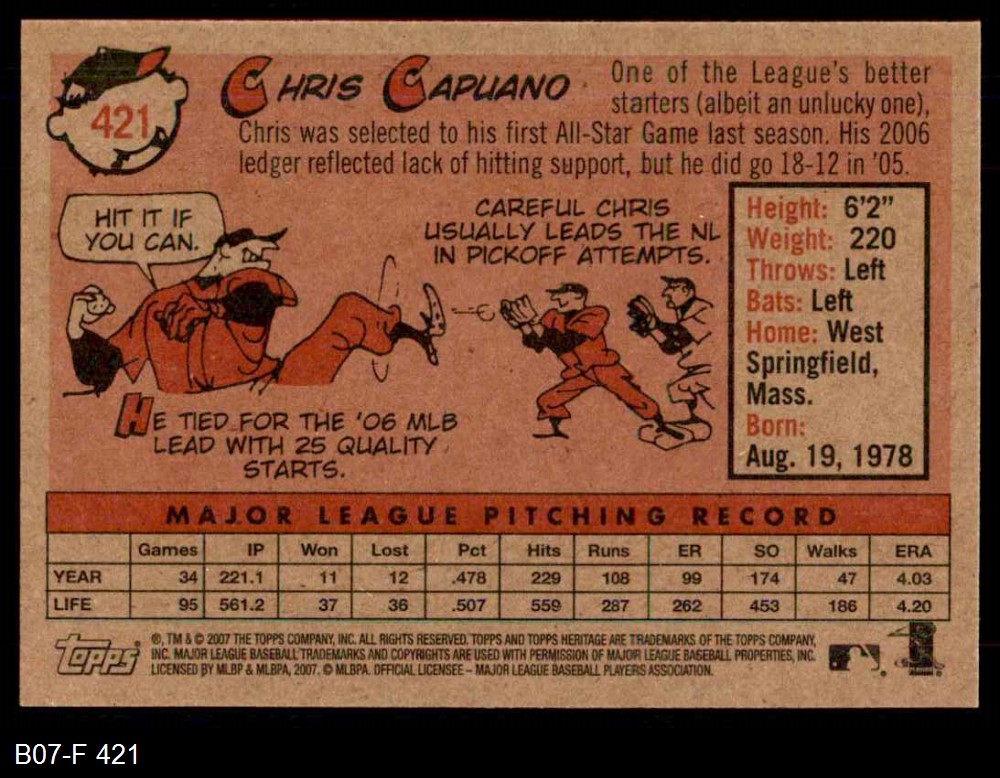 421
CHRIS CAPUANO
One of the League's better
starters (albeit an unlucky one),
Chris was selected to his first All-Star Game last season. His 2006
ledger reflected lack of hitting support, but he did go 18-12 in '05.
HIT IT IF
YOU CAN.
CAREFUL CHRIS
USUALLY LEADS THE NL
IN PICKOFF ATTEMPTS.
HE TIED FOR THE '06 MLB
LEAD WITH 25 QUALITY
STARTS.
Height: 6'2"
Weight: 220
Throws: Left
Bats: Left
Home: West
Springfield,
Mass.
Born:
Aug. 19, 1978
MAJOR LEAGUE PITCHING RECORD
Games IP Won Lost Pct Hits Runs ER SO Walks ERA
YEAR 34 221.1 11 12 .478 229 108 99 174 47 4.03
LIFE 95 561.2 37 36 .507 559 287 262 453 186 4.20
Topps
®, TM & © 2007 THE TOPPS COMPANY, INC. ALL RIGHTS RESERVED. TOPPS AND TOPPS HERITAGE ARE TRADEMARKS OF THE TOPPS COMPANY,
INC. MAJOR LEAGUE BASEBALL TRADEMARKS AND COPYRIGHTS ARE USED WITH PERMISSION OF MAJOR LEAGUE BASEBALL PROPERTIES, INC.
LICENSED BY MLBP & MLBPA, 2007. © MLBPA. OFFICIAL LICENSEE – MAJOR LEAGUE BASEBALL PLAYERS ASSOCIATION.
B07-F 421